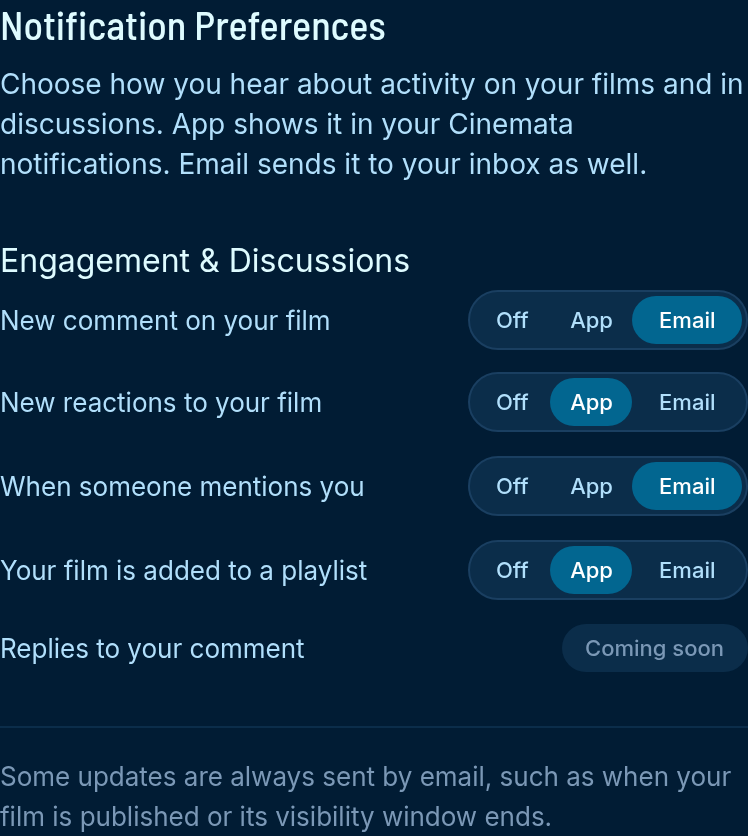 Notification Preferences
Choose how you hear about activity on your films and in
discussions. App shows it in your Cinemata
notifications. Email sends it to your inbox as well.
Engagement & Discussions
New comment on your film Off App Email
New reactions to your film Off App Email
When someone mentions you Off App Email
Your film is added to a playlist Off App Email
Replies to your comment Coming soon
Some updates are always sent by email, such as when your
film is published or its visibility window ends.